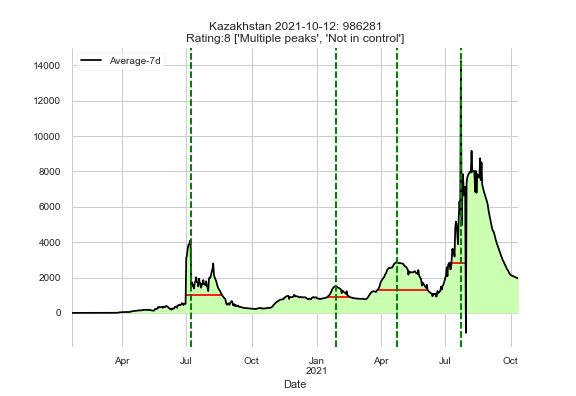 Kazakhstan 2021-10-12: 986281
Rating:8 ['Multiple peaks', 'Not in control']
Average-7d
14000
12000
10000
8000
6000
4000
2000
0
Apr Jul Oct Jan Apr Jul Oct
2021
Date